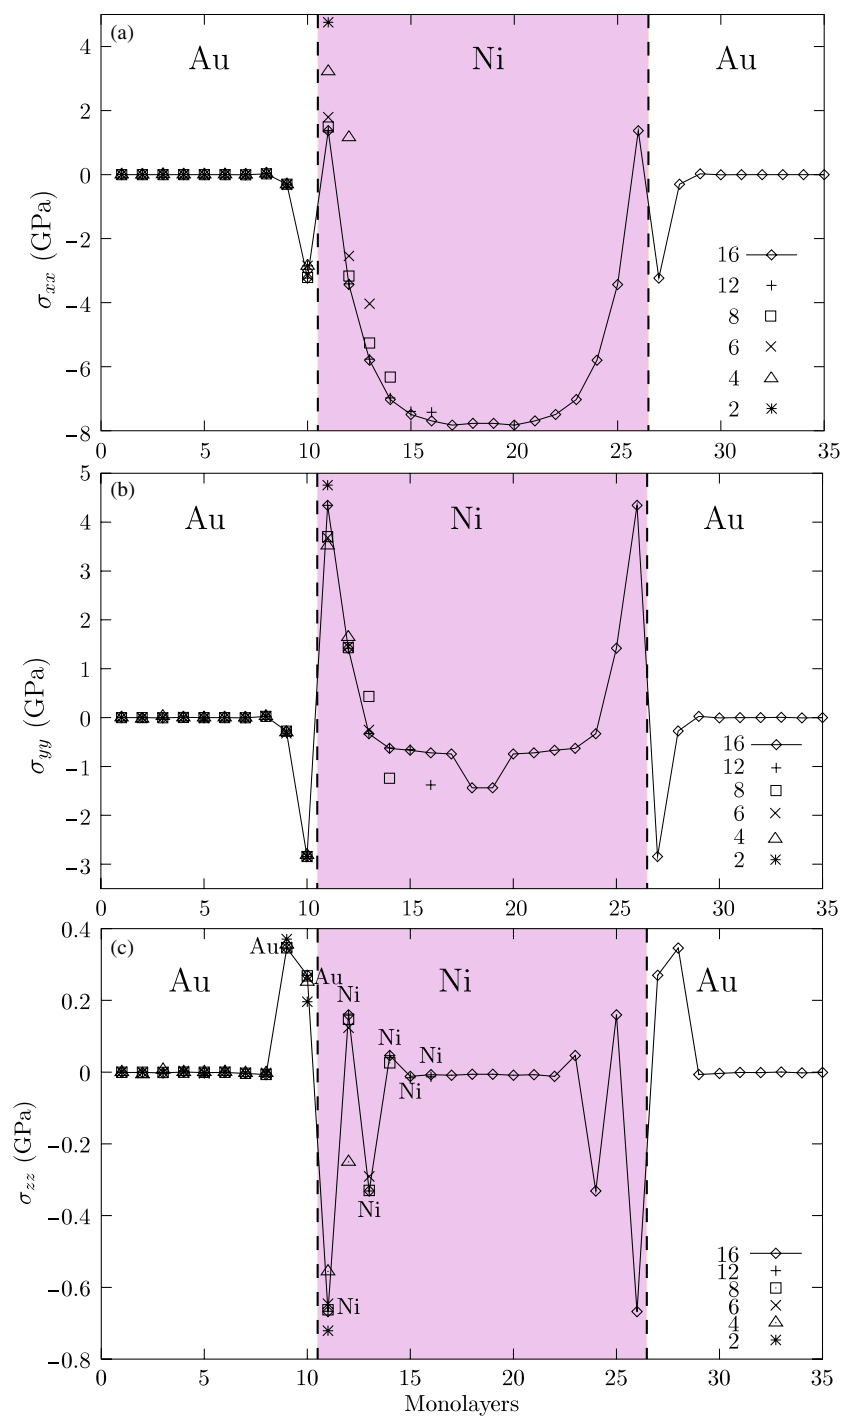 (a)
Au Ni Au
4
2
0
−2
−4
−6
−8
σxx (GPa)
16
12
8
6
4
2
0 5 10 15 20 25 30 35
(b)
Au Ni Au
5
4
3
2
1
0
−1
−2
−3
σyy (GPa)
16
12
8
6
4
2
0 5 10 15 20 25 30 35
(c)
Au Ni Au
0.4
0.2
0
−0.2
−0.4
−0.6
−0.8
σzz (GPa)
Au
Au
Ni
Ni
Ni
Ni
Ni
Ni
16
12
8
6
4
2
0 5 10 15 20 25 30 35
Monolayers